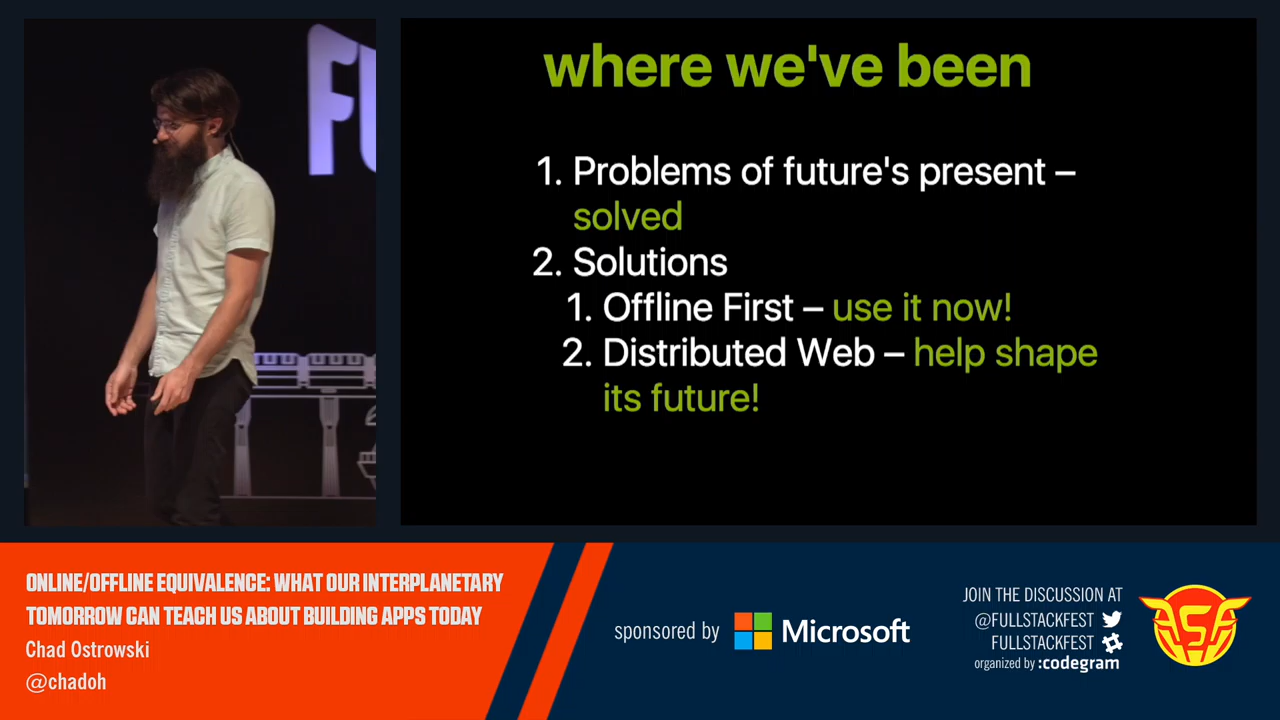 FU
where we've been
1. Problems of future's present –
solved
2. Solutions
1. Offline First – use it now!
2. Distributed Web – help shape
its future!
ONLINE/OFFLINE EQUIVALENCE: WHAT OUR INTERPLANETARY
TOMORROW CAN TEACH US ABOUT BUILDING APPS TODAY
Chad Ostrowski
@chadoh
sponsored by Microsoft
JOIN THE DISCUSSION AT
@FULLSTACKFEST
FULLSTACKFEST
organized by :codegram
FSF